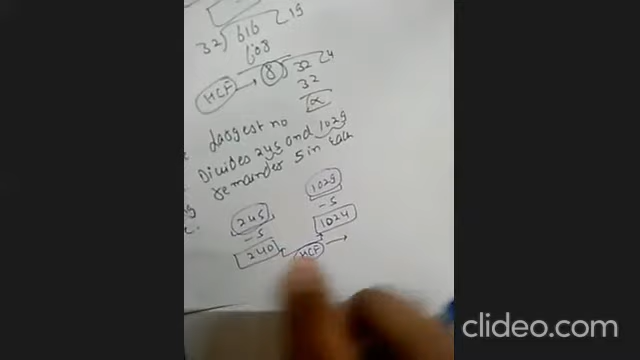 32) 616 (19
608
HCF → 8) 32 (4
32
x
Largest no
Divides 245 and 1029
remainder 5 in each
245 1029
-5 -5
240 1024
HCF →
clideo.com